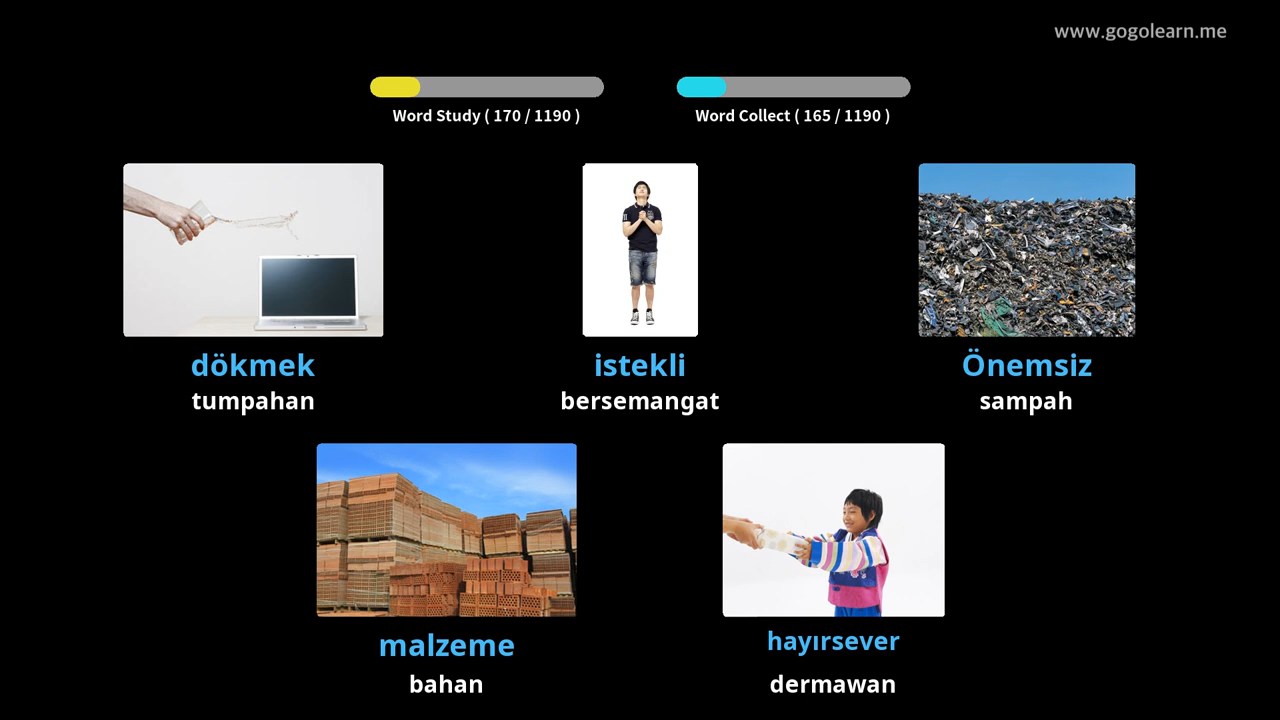 www.gogolearn.me
Word Study ( 170 / 1190 )
Word Collect ( 165 / 1190 )
dökmek
tumpahan
istekli
bersemangat
Önemsiz
sampah
malzeme
bahan
hayırsever
dermawan